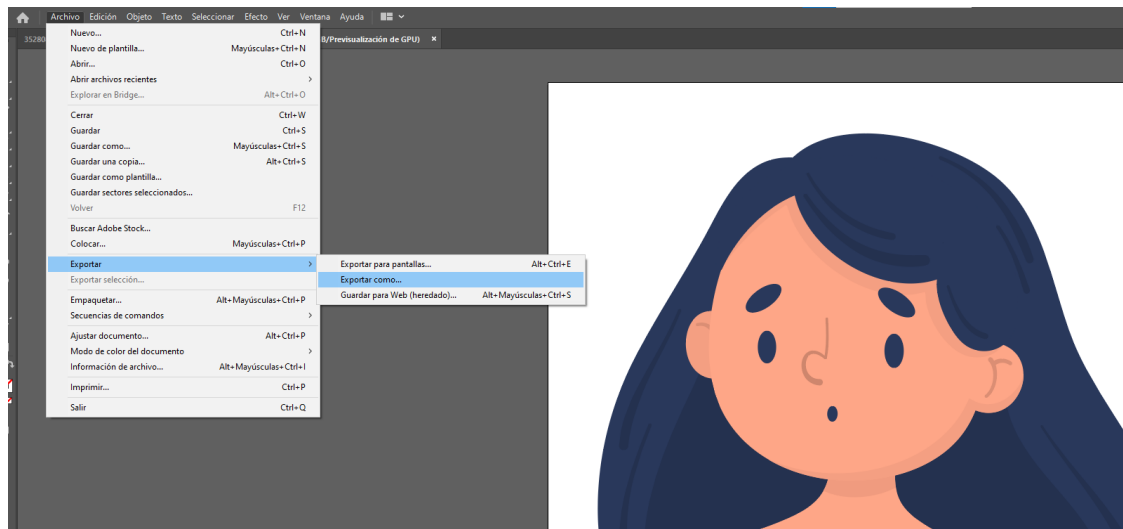 Archivo Edición Objeto Texto Seleccionar Efecto Ver Ventana Ayuda
35280
8/Previsualización de GPU) ×
Nuevo... Ctrl+N
Nuevo de plantilla... Mayúsculas+Ctrl+N
Abrir... Ctrl+O
Abrir archivos recientes >
Explorar en Bridge... Alt+Ctrl+O
Cerrar Ctrl+W
Guardar Ctrl+S
Guardar como... Mayúsculas+Ctrl+S
Guardar una copia... Alt+Ctrl+S
Guardar como plantilla...
Guardar sectores seleccionados...
Volver F12
Buscar Adobe Stock...
Colocar... Mayúsculas+Ctrl+P
Exportar >
Exportar selección...
Empaquetar... Alt+Mayúsculas+Ctrl+P
Secuencias de comandos >
Ajustar documento... Alt+Ctrl+P
Modo de color del documento >
Información de archivo... Alt+Mayúsculas+Ctrl+I
Imprimir... Ctrl+P
Salir Ctrl+Q
Exportar para pantallas... Alt+Ctrl+E
Exportar como...
Guardar para Web (heredado)... Alt+Mayúsculas+Ctrl+S